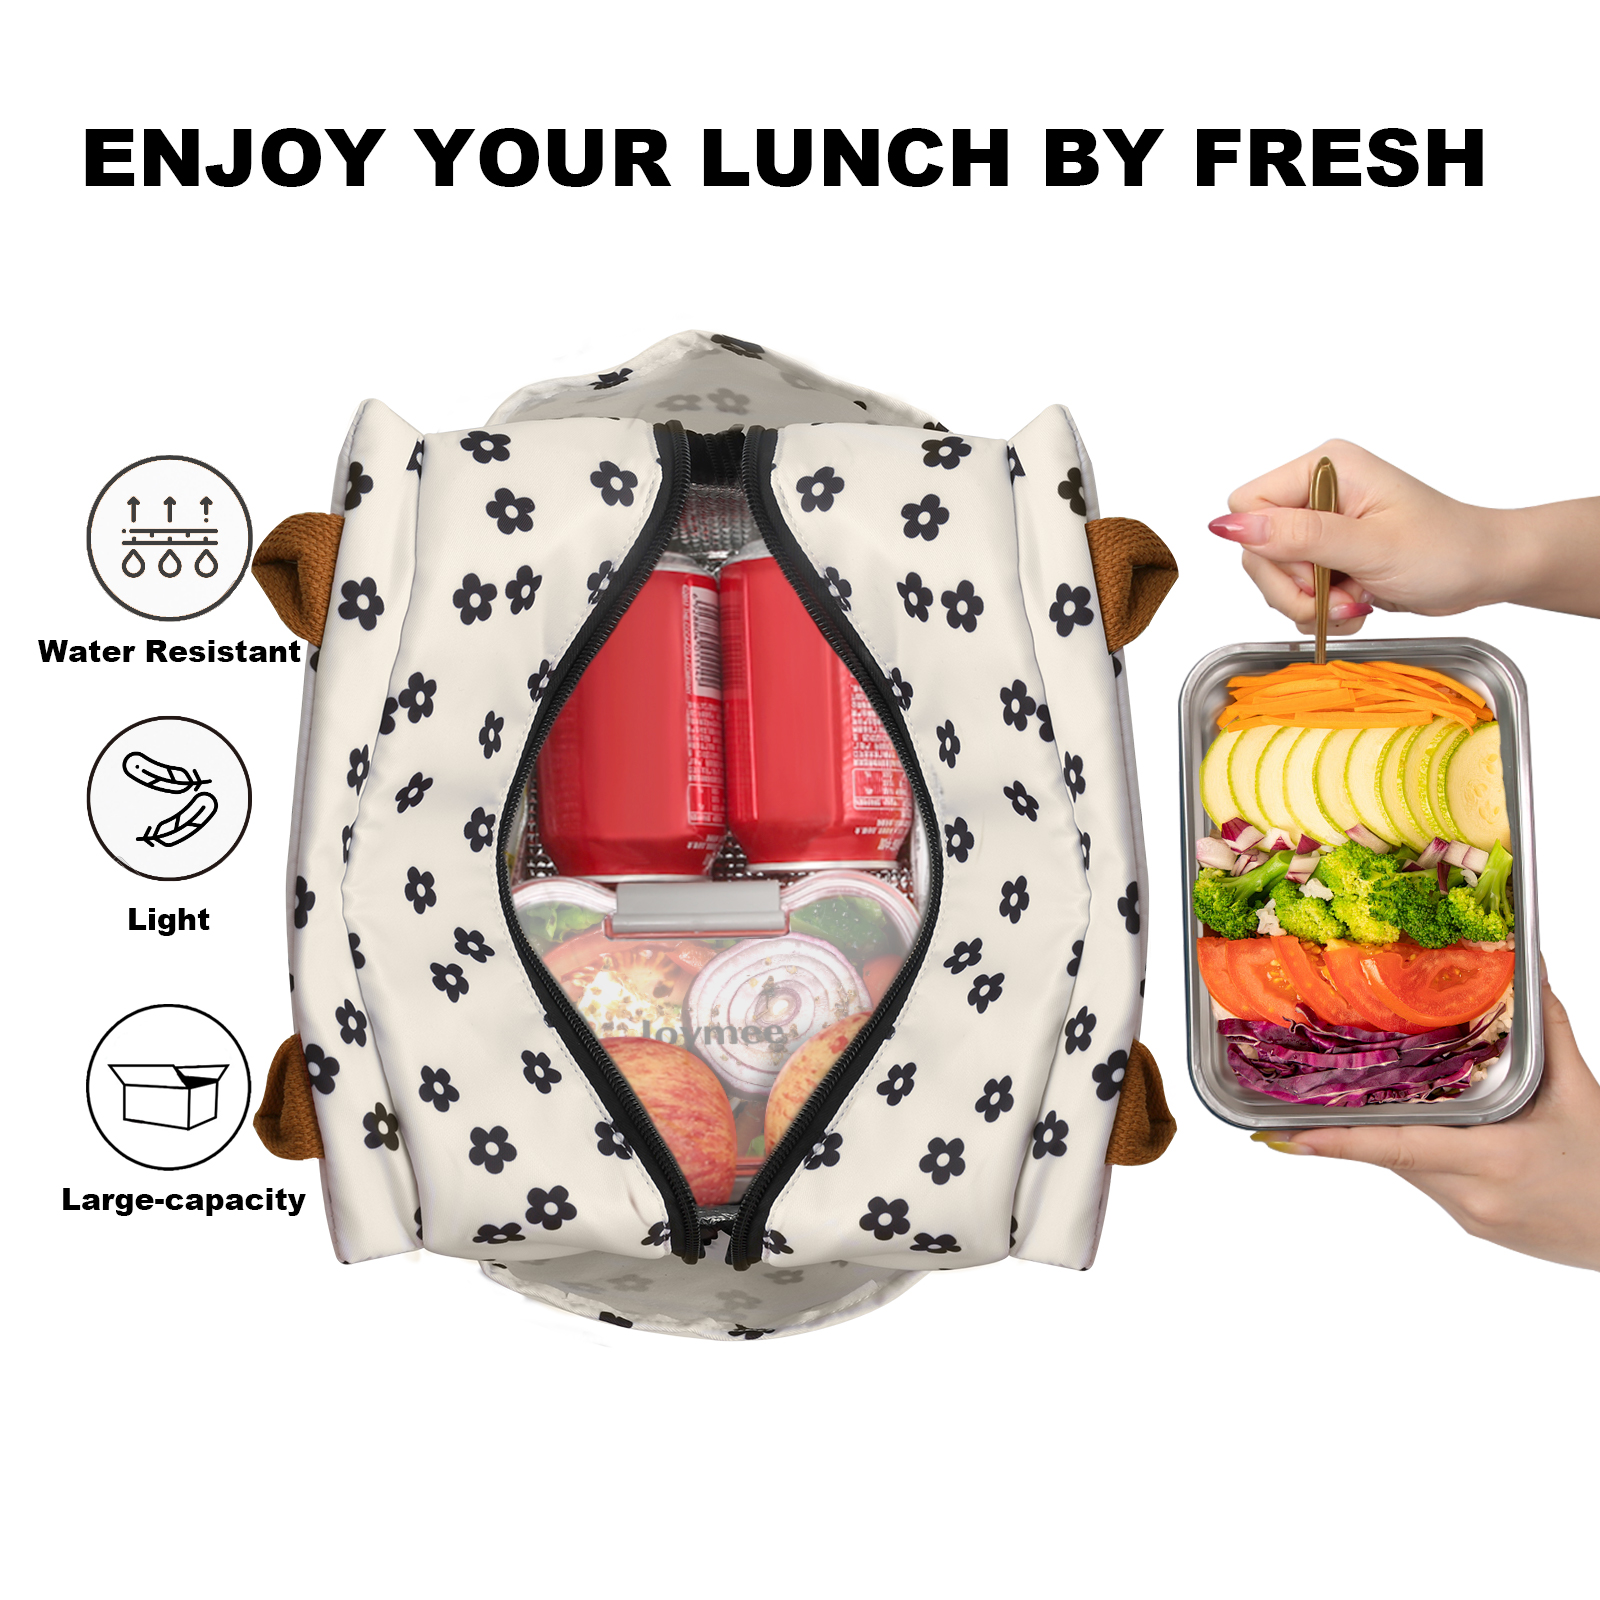 ENJOY YOUR LUNCH BY FRESH
Water Resistant
Light
Large-capacity
Joymee